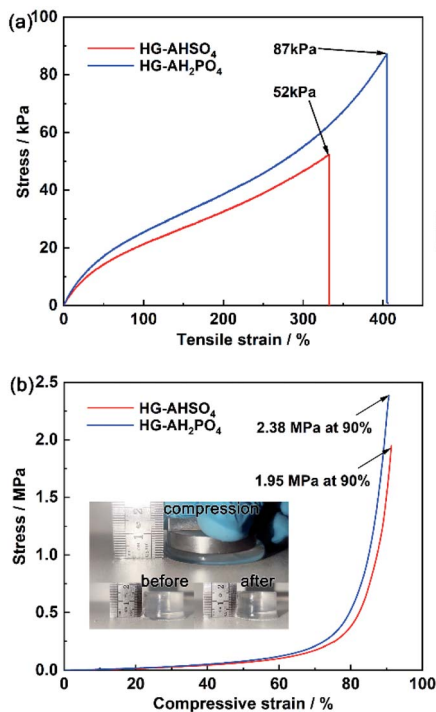 (a)
HG-AHSO₄
HG-AH₂PO₄
87kPa
52kPa
100
80
60
40
20
0
Stress / kPa
0 100 200 300 400
Tensile strain / %
(b)
HG-AHSO₄
HG-AH₂PO₄
2.38 MPa at 90%
1.95 MPa at 90%
2.5
2.0
1.5
1.0
0.5
0.0
Stress / MPa
compression
before
after
0 20 40 60 80 100
Compressive strain / %